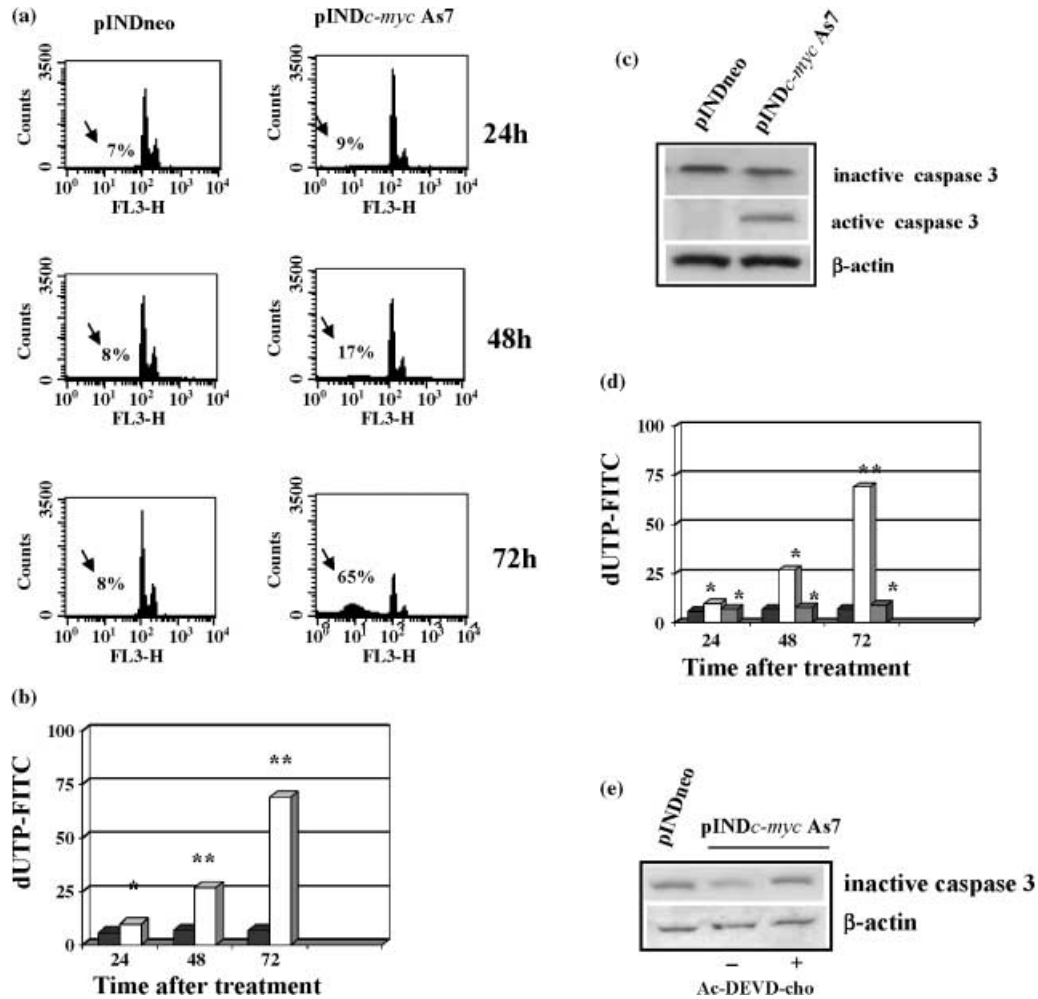 (a)
pINDneo
pINDc-myc As7
3500
Counts
0
7%
10⁰ 10¹ 10² 10³ 10⁴
FL3-H
3500
Counts
0
9%
10⁰ 10¹ 10² 10³ 10⁴
FL3-H
24h
3500
Counts
0
8%
10⁰ 10¹ 10² 10³ 10⁴
FL3-H
3500
Counts
0
17%
10⁰ 10¹ 10² 10³ 10⁴
FL3-H
48h
3500
Counts
0
8%
10⁰ 10¹ 10² 10³ 10⁴
FL3-H
3500
Counts
0
65%
10⁰ 10¹ 10² 10³ 10⁴
FL3-H
72h
(b)
dUTP-FITC
100
75
50
25
0
*
**
**
24 48 72
Time after treatment
(c)
pINDneo
pINDc-myc As7
inactive caspase 3
active caspase 3
β-actin
(d)
dUTP-FITC
100
75
50
25
0
* *
* *
** *
24 48 72
Time after treatment
(e)
pINDneo
pINDc-myc As7
inactive caspase 3
β-actin
– +
Ac-DEVD-cho